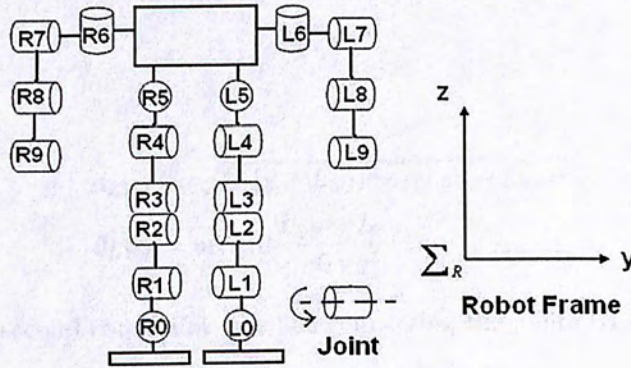 R7 R6 L6 L7
R8 R5 L5 L8 z
R9 R4 L4 L9
R3 L3
R2 L2
R1 L1 Σ_R y
R0 L0 Joint Robot Frame